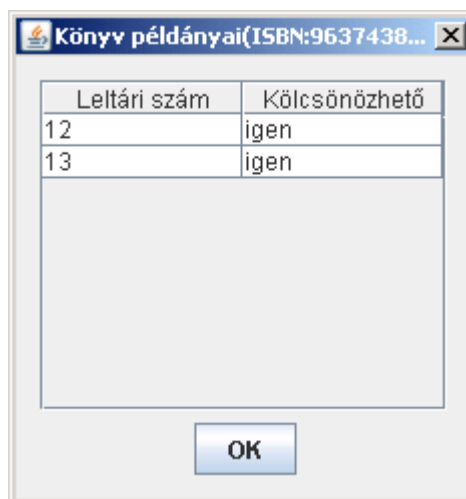 Könyv példányai(ISBN:9637438...
Leltári szám Kölcsönözhető
12 igen
13 igen
OK